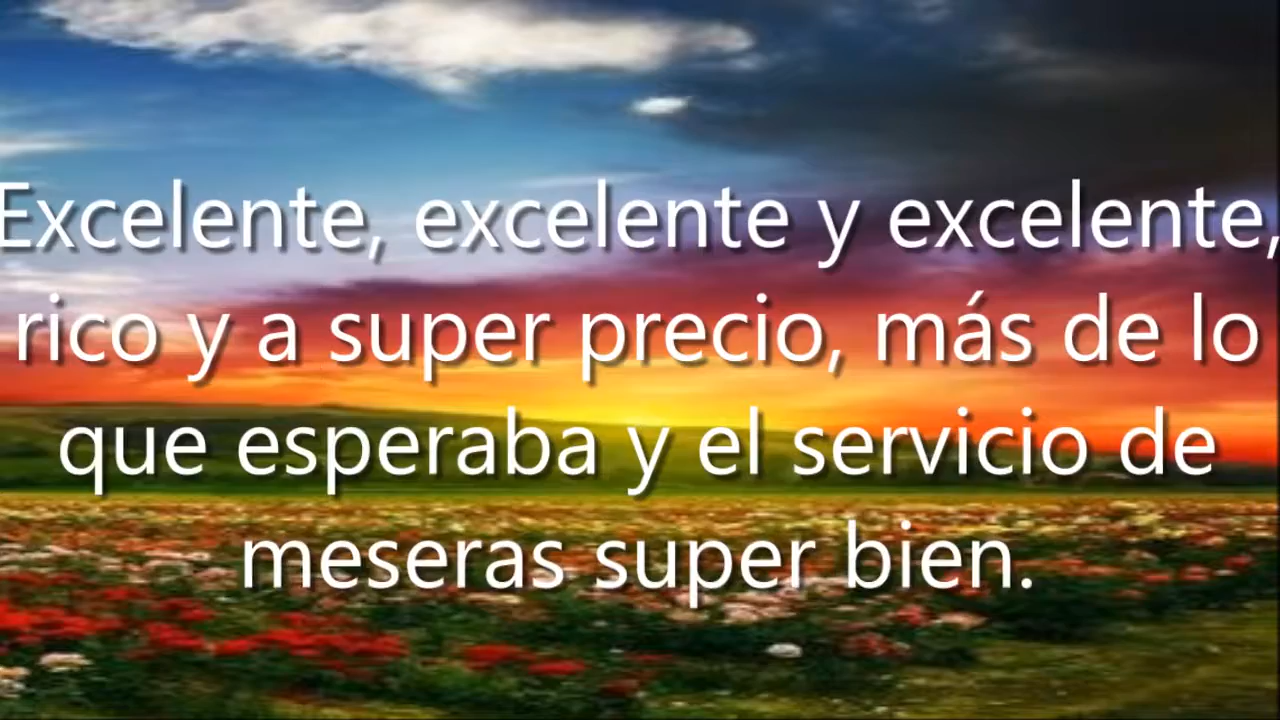 Excelente, excelente y excelente,
rico y a super precio, más de lo
que esperaba y el servicio de
meseras super bien.